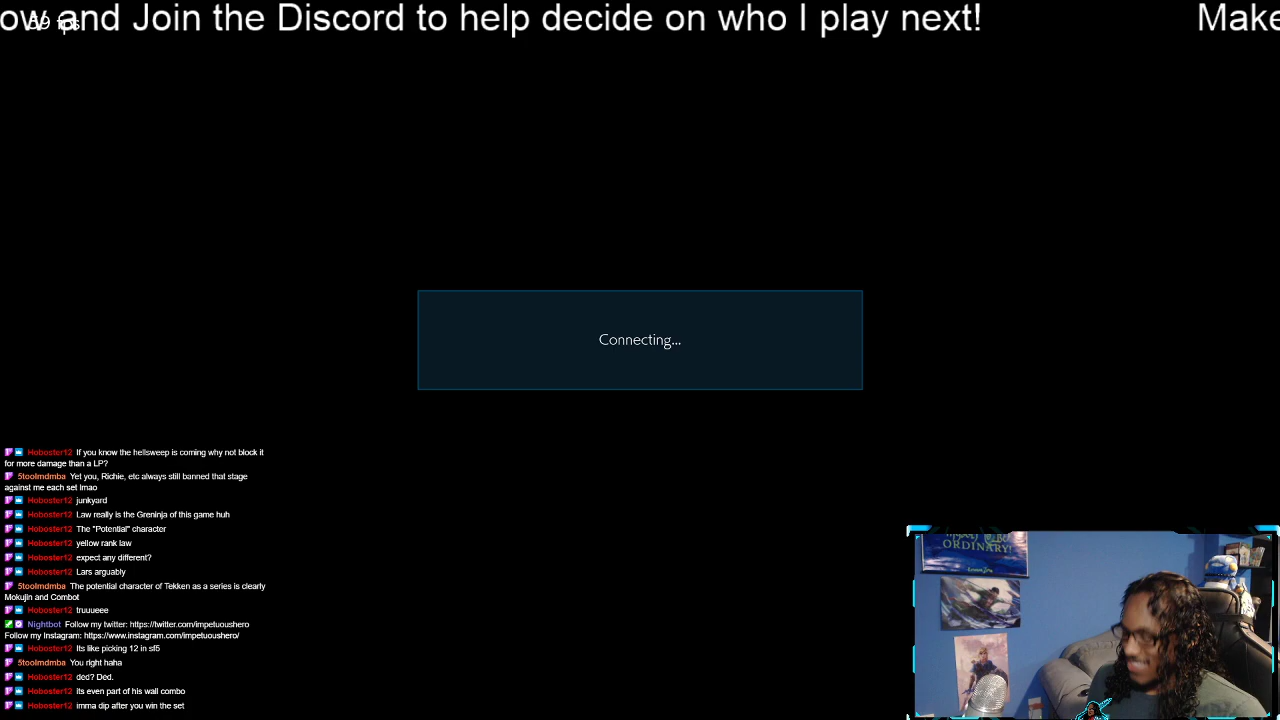 ow and Join the Discord to help decide on who I play next! Make
59 fps
Connecting...
Hoboster12 If you know the hellsweep is coming why not block it
for more damage than a LP?
5toolmdmba Yet you, Richie, etc always still banned that stage
against me each set lmao
Hoboster12 junkyard
Hoboster12 Law really is the Greninja of this game huh
Hoboster12 The "Potential" character
Hoboster12 yellow rank law
Hoboster12 expect any different?
Hoboster12 Lars arguably
5toolmdmba The potential character of Tekken as a series is clearly
Mokujin and Combot
Hoboster12 truuueee
Nightbot Follow my twitter: https://twitter.com/impetuoushero
Follow my Instagram: https://www.instagram.com/impetuoushero/
Hoboster12 Its like picking 12 in sf5
5toolmdmba You right haha
Hoboster12 ded? Ded.
Hoboster12 its even part of his wall combo
Hoboster12 imma dip after you win the set
ORDINARY!